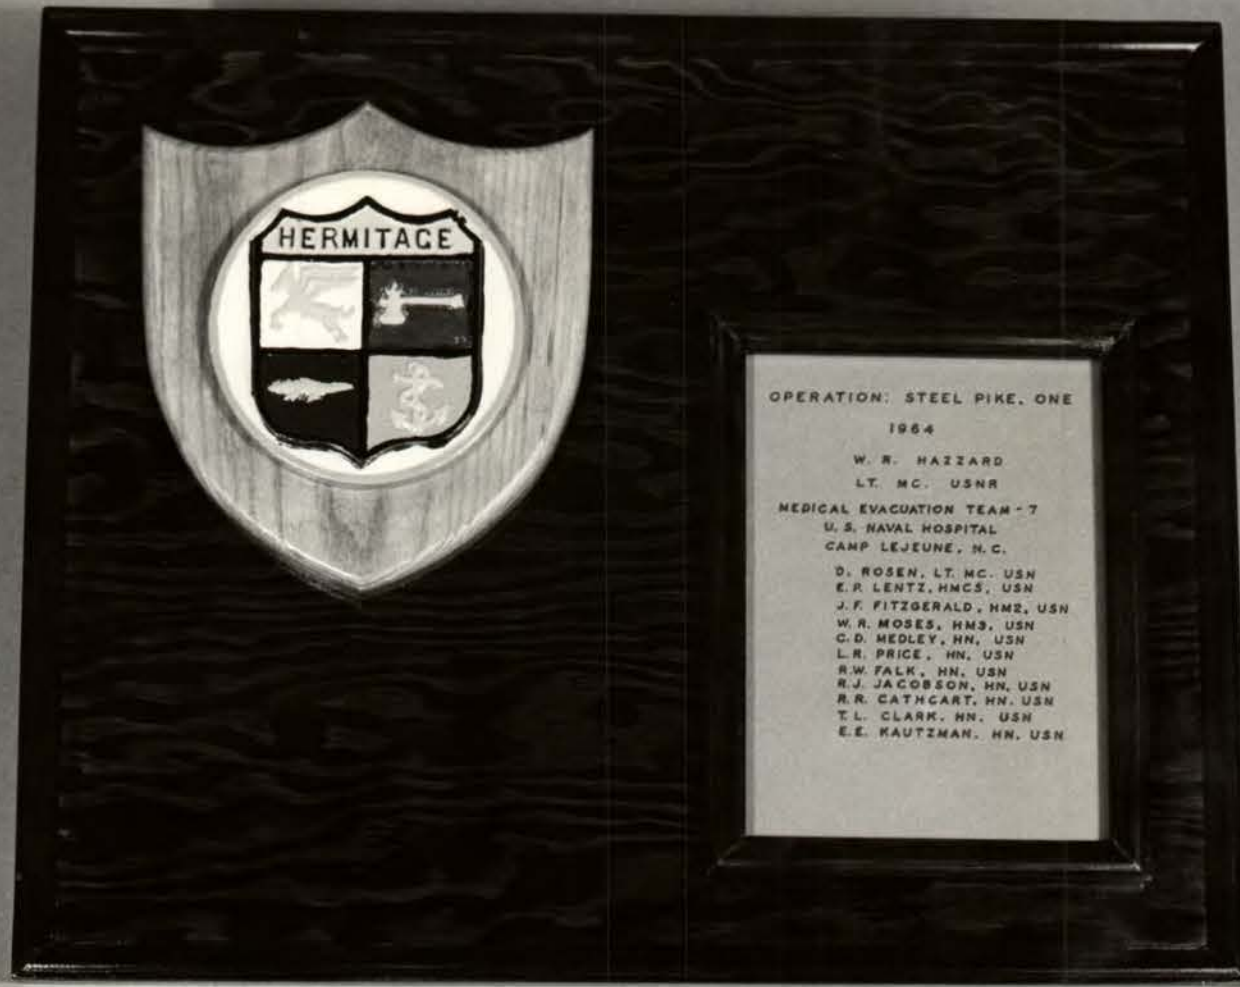 HERMITAGE
OPERATION: STEEL PIKE, ONE
1964
W. R. HAZZARD
LT. MC. USNR
MEDICAL EVACUATION TEAM - 7
U. S. NAVAL HOSPITAL
CAMP LEJEUNE, N. C.
D. ROSEN, LT. MC. USN
E. P. LENTZ, HMCS, USN
J. F. FITZGERALD, HM2, USN
W. R. MOSES, HM3, USN
C. D. MEDLEY, HN, USN
L. R. PRICE, HN, USN
R. W. FALK, HN, USN
R. J. JACOBSON, HN, USN
R. R. CATHCART, HN. USN
T. L. CLARK. HN. USN
E. E. KAUTZMAN. HN. USN